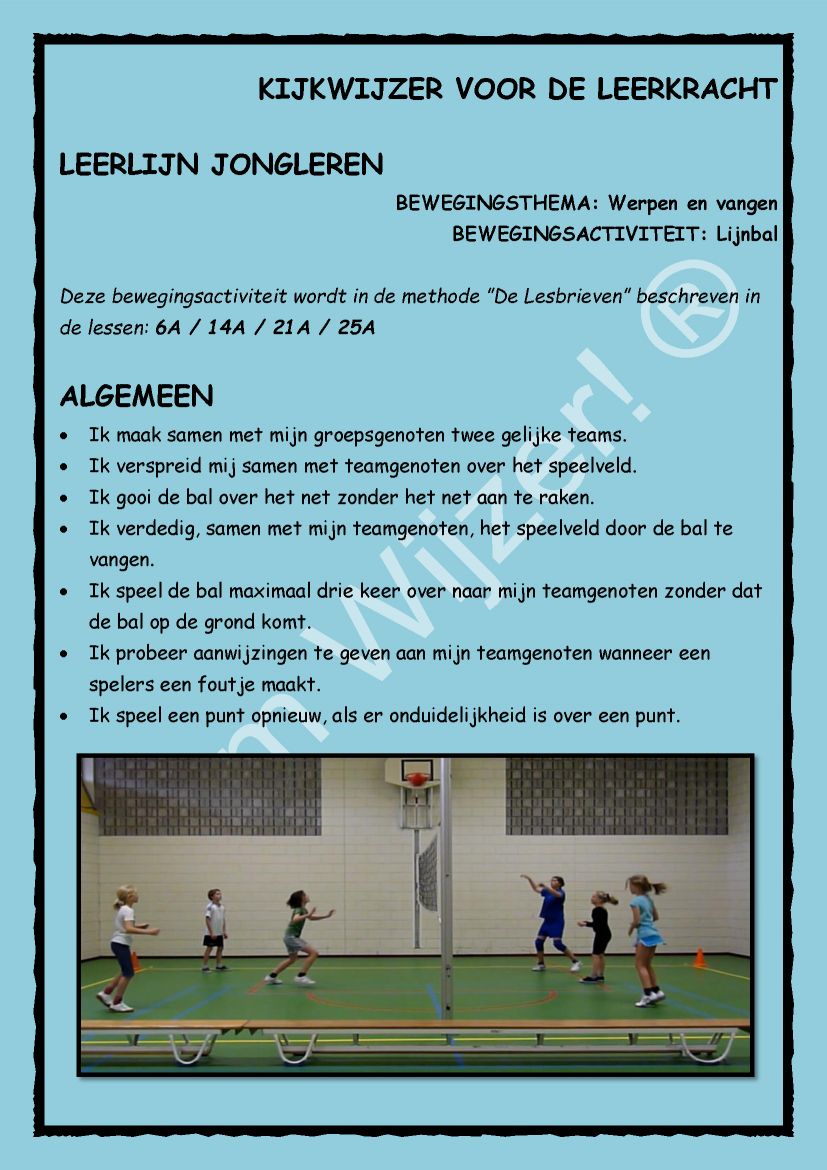 KIJKWIJZER VOOR DE LEERKRACHT
LEERLIJN JONGLEREN
BEWEGINGSTHEMA: Werpen en vangen
BEWEGINGSACTIVITEIT: Lijnbal
Deze bewegingsactiviteit wordt in de methode "De Lesbrieven" beschreven in
de lessen: 6A / 14A / 21A / 25A
ALGEMEEN
• Ik maak samen met mijn groepsgenoten twee gelijke teams.
• Ik verspreid mij samen met teamgenoten over het speelveld.
• Ik gooi de bal over het net zonder het net aan te raken.
• Ik verdedig, samen met mijn teamgenoten, het speelveld door de bal te
vangen.
• Ik speel de bal maximaal drie keer over naar mijn teamgenoten zonder dat
de bal op de grond komt.
• Ik probeer aanwijzingen te geven aan mijn teamgenoten wanneer een
spelers een foutje maakt.
• Ik speel een punt opnieuw, als er onduidelijkheid is over een punt.
Wijzer! ®